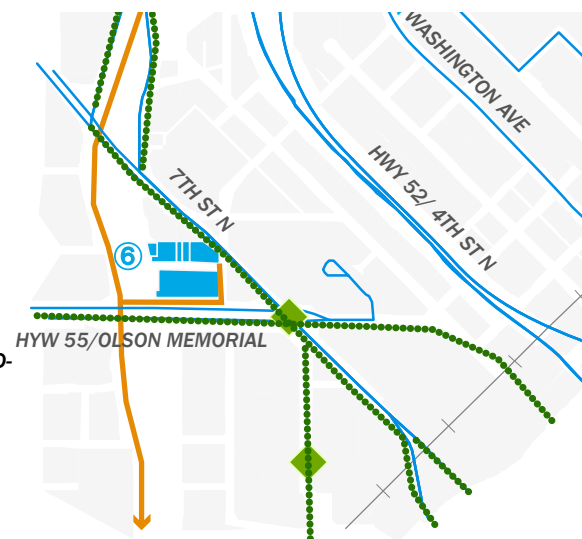 WASHINGTON AVE
HWY 52/ 4TH ST N
7TH ST N
6
HYW 55/OLSON MEMORIAL
O-